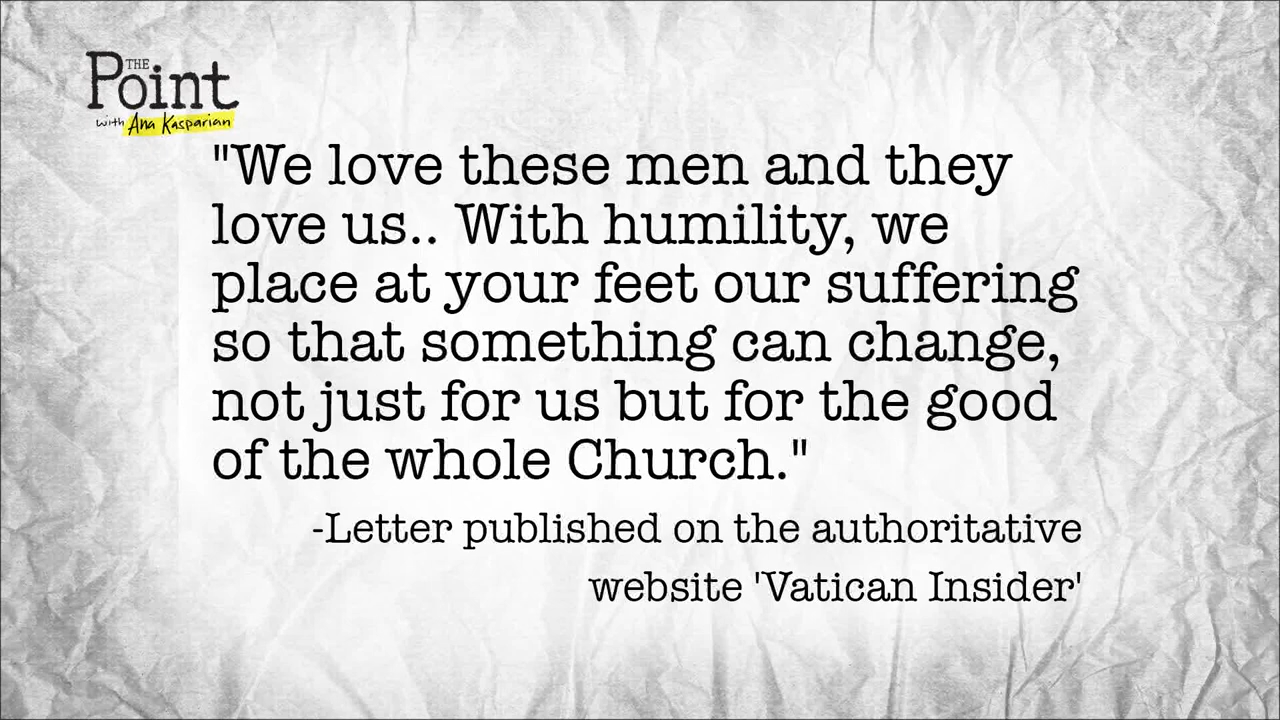 THE
Point
with Ana Kasparian
"We love these men and they
love us.. With humility, we
place at your feet our suffering
so that something can change,
not just for us but for the good
of the whole Church."
-Letter published on the authoritative
website 'Vatican Insider'